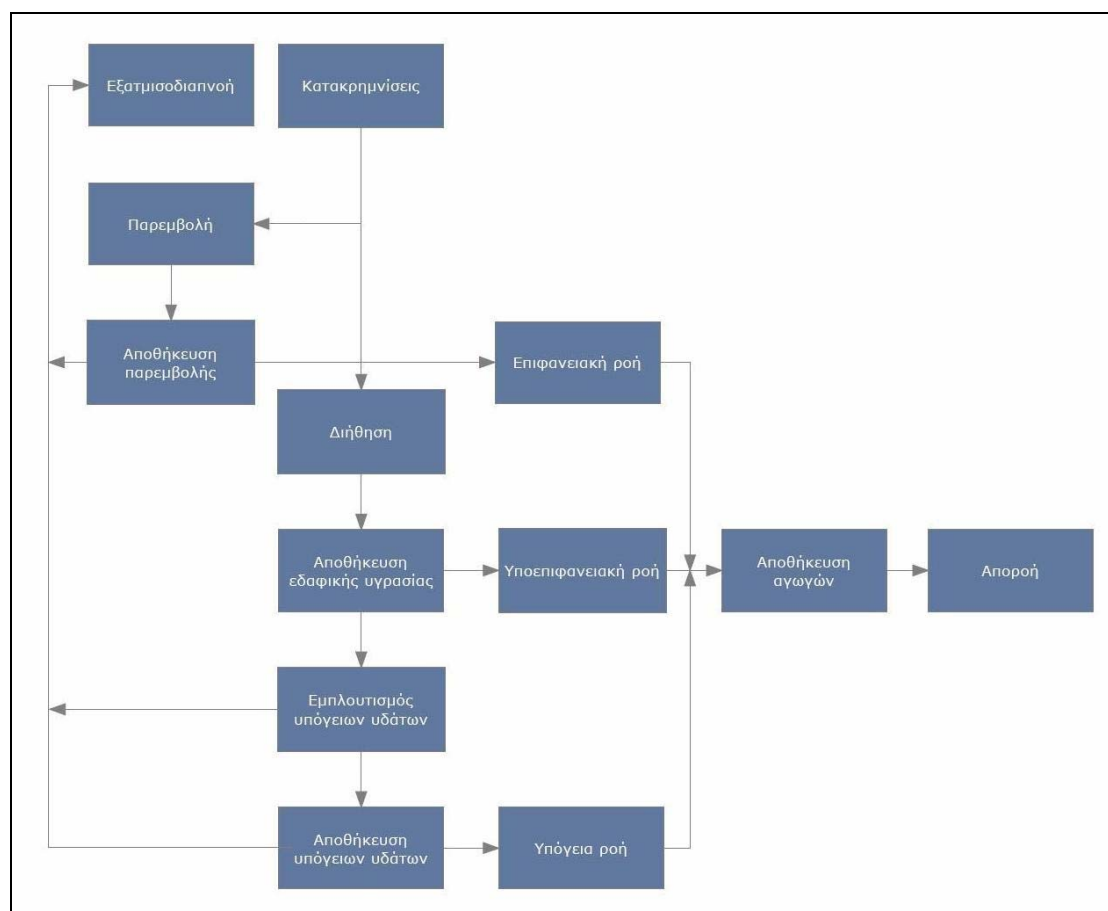 Εξατμισοδιαπνοή
Κατακρημνίσεις
Παρεμβολή
Αποθήκευση
παρεμβολής
Επιφανειακή ροή
Διήθηση
Αποθήκευση
εδαφικής υγρασίας
Υποεπιφανειακή ροή
Αποθήκευση
αγωγών
Αποροή
Εμπλουτισμός
υπόγειων υδάτων
Αποθήκευση
υπόγειων υδάτων
Υπόγεια ροή